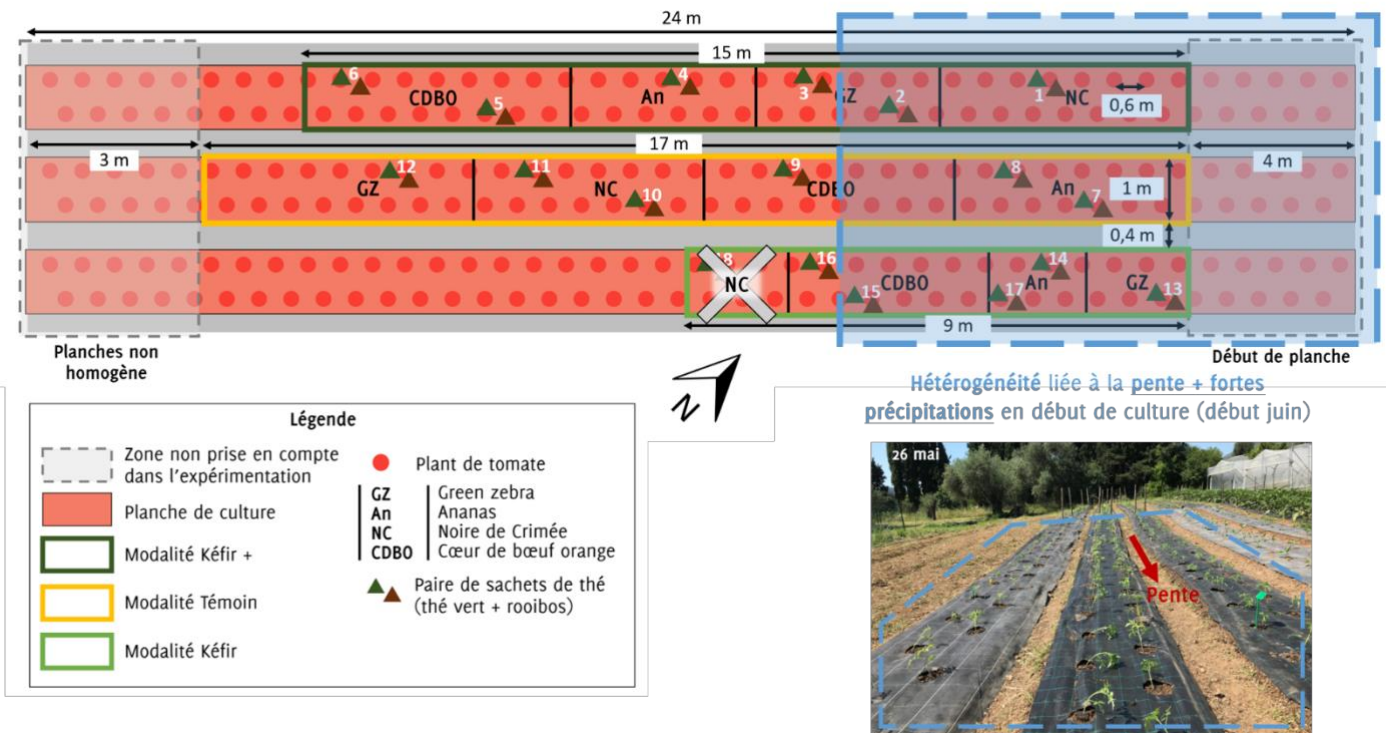 24 m
15 m
6
CDBO
5
An
4
3
GZ
2
1
NC
0,6 m
3 m
17 m
4 m
12
GZ
11
NC
10
9
CDBO
8
An
7
1 m
0,4 m
18
NC
16
15
CDBO
14
17
An
GZ
13
9 m
Planches non
homogène
Début de planche
N
Hétérogénéité liée à la pente + fortes
précipitations en début de culture (début juin)
Légende
Zone non prise en compte
dans l'expérimentation
Planche de culture
Modalité Kéfir +
Modalité Témoin
Modalité Kéfir
Plant de tomate
GZ Green zebra
An Ananas
NC Noire de Crimée
CDBO Cœur de bœuf orange
Paire de sachets de thé
(thé vert + rooibos)
26 mai
Pente